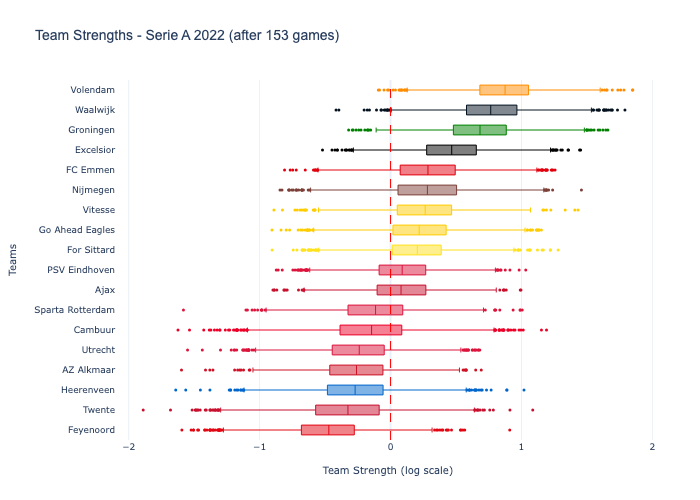 Team Strengths - Serie A 2022 (after 153 games)
Volendam
Waalwijk
Groningen
Excelsior
FC Emmen
Nijmegen
Vitesse
Go Ahead Eagles
For Sittard
PSV Eindhoven
Ajax
Sparta Rotterdam
Cambuur
Utrecht
AZ Alkmaar
Heerenveen
Twente
Feyenoord
Teams
−2 −1 0 1 2
Team Strength (log scale)